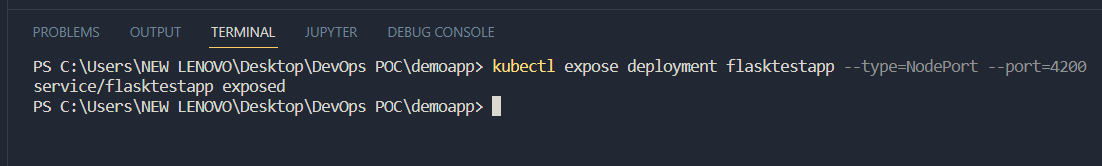 PROBLEMS OUTPUT TERMINAL JUPYTER DEBUG CONSOLE
PS C:\Users\NEW LENOVO\Desktop\DevOps POC\demoapp> kubectl expose deployment flasktestapp --type=NodePort --port=4200
service/flasktestapp exposed
PS C:\Users\NEW LENOVO\Desktop\DevOps POC\demoapp>